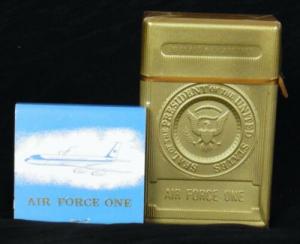 AIR FORCE ONE
SEAL OF THE PRESIDENT OF THE UNITED STATES
AIR FORCE ONE